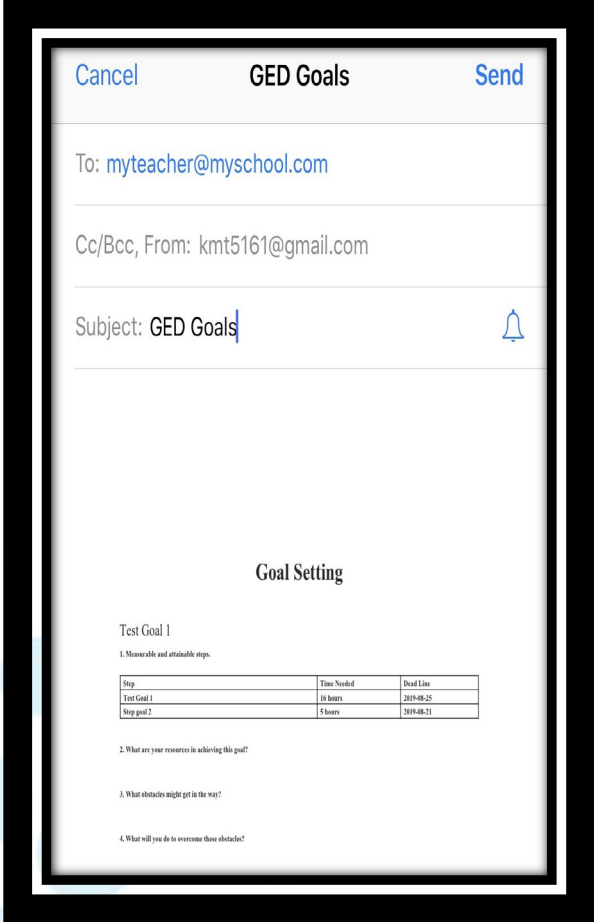 Cancel GED Goals Send
To: myteacher@myschool.com
Cc/Bcc, From: kmt5161@gmail.com
Subject: GED Goals
Goal Setting
Test Goal 1
1. Measurable and attainable steps.
Step Time Needed Dead Line
Test Goal 1 16 hours 2019-08-25
Step goal 2 5 hours 2019-08-21
2. What are your resources in achieving this goal?
3. What obstacles might get in the way?
4. What will you do to overcome these obstacles?